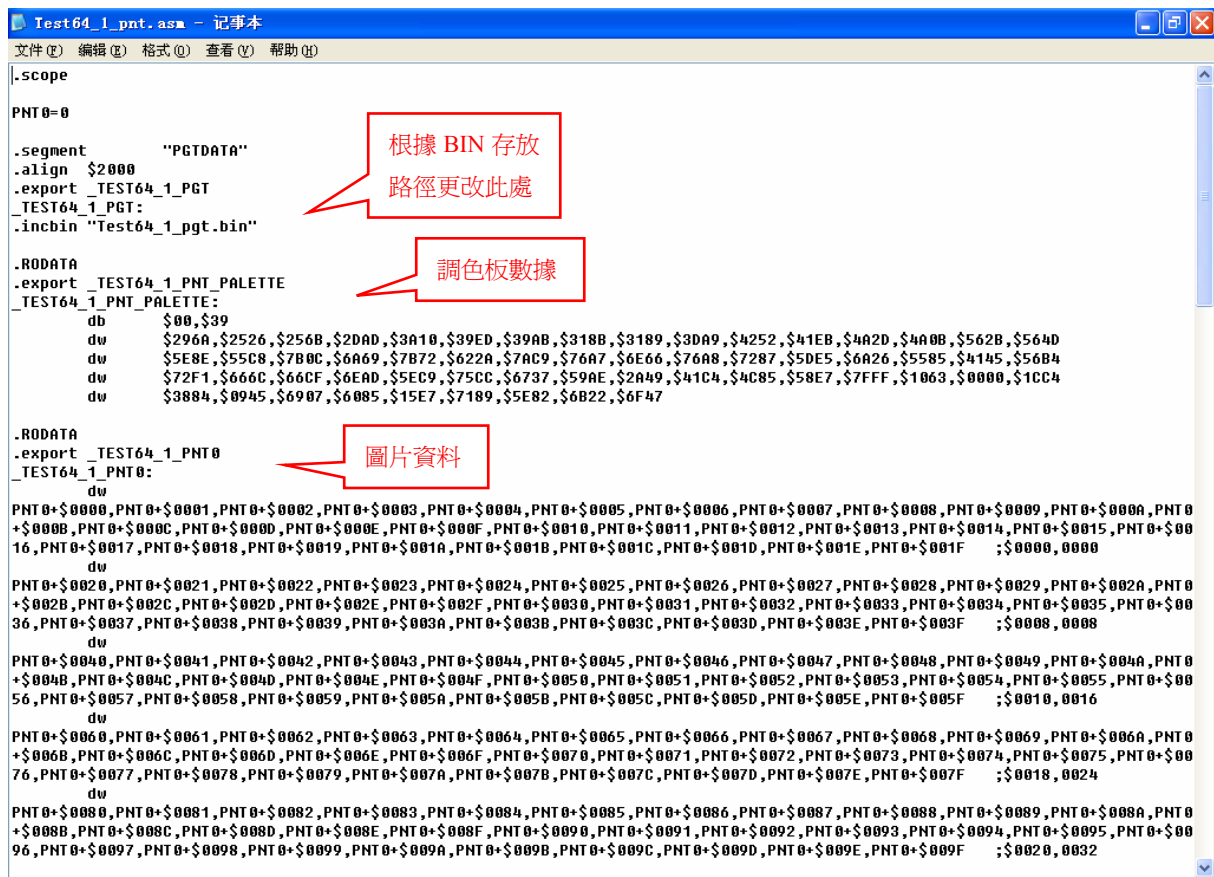 Test64_1_pnt.asm - 记事本
文件(F) 编辑(E) 格式(O) 查看(V) 帮助(H)
.scope
PNT0=0
.segment "PGTDATA"
.align $2000
.export _TEST64_1_PGT
_TEST64_1_PGT:
.incbin "Test64_1_pgt.bin"
根據 BIN 存放
路徑更改此處
.RODATA
.export _TEST64_1_PNT_PALETTE
_TEST64_1_PNT_PALETTE:
調色板數據
db $00,$39
dw $296A,$2526,$256B,$2DAD,$3A10,$39ED,$39AB,$318B,$3189,$3DA9,$4252,$41EB,$4A2D,$4A0B,$562B,$564D
dw $5E8E,$55C8,$7B0C,$6A69,$7B72,$622A,$7AC9,$76A7,$6E66,$76A8,$7287,$5DE5,$6A26,$5585,$4145,$56B4
dw $72F1,$666C,$66CF,$6EAD,$5EC9,$75CC,$6737,$59AE,$2A49,$41C4,$4C85,$58E7,$7FFF,$1063,$0000,$1CC4
dw $3884,$0945,$6907,$6085,$15E7,$7189,$5E82,$6B22,$6F47
.RODATA
.export _TEST64_1_PNT0
_TEST64_1_PNT0:
圖片資料
dw
PNT0+$0000,PNT0+$0001,PNT0+$0002,PNT0+$0003,PNT0+$0004,PNT0+$0005,PNT0+$0006,PNT0+$0007,PNT0+$0008,PNT0+$0009,PNT0+$000A,PNT0
+$000B,PNT0+$000C,PNT0+$000D,PNT0+$000E,PNT0+$000F,PNT0+$0010,PNT0+$0011,PNT0+$0012,PNT0+$0013,PNT0+$0014,PNT0+$0015,PNT0+$00
16,PNT0+$0017,PNT0+$0018,PNT0+$0019,PNT0+$001A,PNT0+$001B,PNT0+$001C,PNT0+$001D,PNT0+$001E,PNT0+$001F ;$0000,0000
dw
PNT0+$0020,PNT0+$0021,PNT0+$0022,PNT0+$0023,PNT0+$0024,PNT0+$0025,PNT0+$0026,PNT0+$0027,PNT0+$0028,PNT0+$0029,PNT0+$002A,PNT0
+$002B,PNT0+$002C,PNT0+$002D,PNT0+$002E,PNT0+$002F,PNT0+$0030,PNT0+$0031,PNT0+$0032,PNT0+$0033,PNT0+$0034,PNT0+$0035,PNT0+$00
36,PNT0+$0037,PNT0+$0038,PNT0+$0039,PNT0+$003A,PNT0+$003B,PNT0+$003C,PNT0+$003D,PNT0+$003E,PNT0+$003F ;$0008,0008
dw
PNT0+$0040,PNT0+$0041,PNT0+$0042,PNT0+$0043,PNT0+$0044,PNT0+$0045,PNT0+$0046,PNT0+$0047,PNT0+$0048,PNT0+$0049,PNT0+$004A,PNT0
+$004B,PNT0+$004C,PNT0+$004D,PNT0+$004E,PNT0+$004F,PNT0+$0050,PNT0+$0051,PNT0+$0052,PNT0+$0053,PNT0+$0054,PNT0+$0055,PNT0+$00
56,PNT0+$0057,PNT0+$0058,PNT0+$0059,PNT0+$005A,PNT0+$005B,PNT0+$005C,PNT0+$005D,PNT0+$005E,PNT0+$005F ;$0010,0016
dw
PNT0+$0060,PNT0+$0061,PNT0+$0062,PNT0+$0063,PNT0+$0064,PNT0+$0065,PNT0+$0066,PNT0+$0067,PNT0+$0068,PNT0+$0069,PNT0+$006A,PNT0
+$006B,PNT0+$006C,PNT0+$006D,PNT0+$006E,PNT0+$006F,PNT0+$0070,PNT0+$0071,PNT0+$0072,PNT0+$0073,PNT0+$0074,PNT0+$0075,PNT0+$00
76,PNT0+$0077,PNT0+$0078,PNT0+$0079,PNT0+$007A,PNT0+$007B,PNT0+$007C,PNT0+$007D,PNT0+$007E,PNT0+$007F ;$0018,0024
dw
PNT0+$0080,PNT0+$0081,PNT0+$0082,PNT0+$0083,PNT0+$0084,PNT0+$0085,PNT0+$0086,PNT0+$0087,PNT0+$0088,PNT0+$0089,PNT0+$008A,PNT0
+$008B,PNT0+$008C,PNT0+$008D,PNT0+$008E,PNT0+$008F,PNT0+$0090,PNT0+$0091,PNT0+$0092,PNT0+$0093,PNT0+$0094,PNT0+$0095,PNT0+$00
96,PNT0+$0097,PNT0+$0098,PNT0+$0099,PNT0+$009A,PNT0+$009B,PNT0+$009C,PNT0+$009D,PNT0+$009E,PNT0+$009F ;$0020,0032